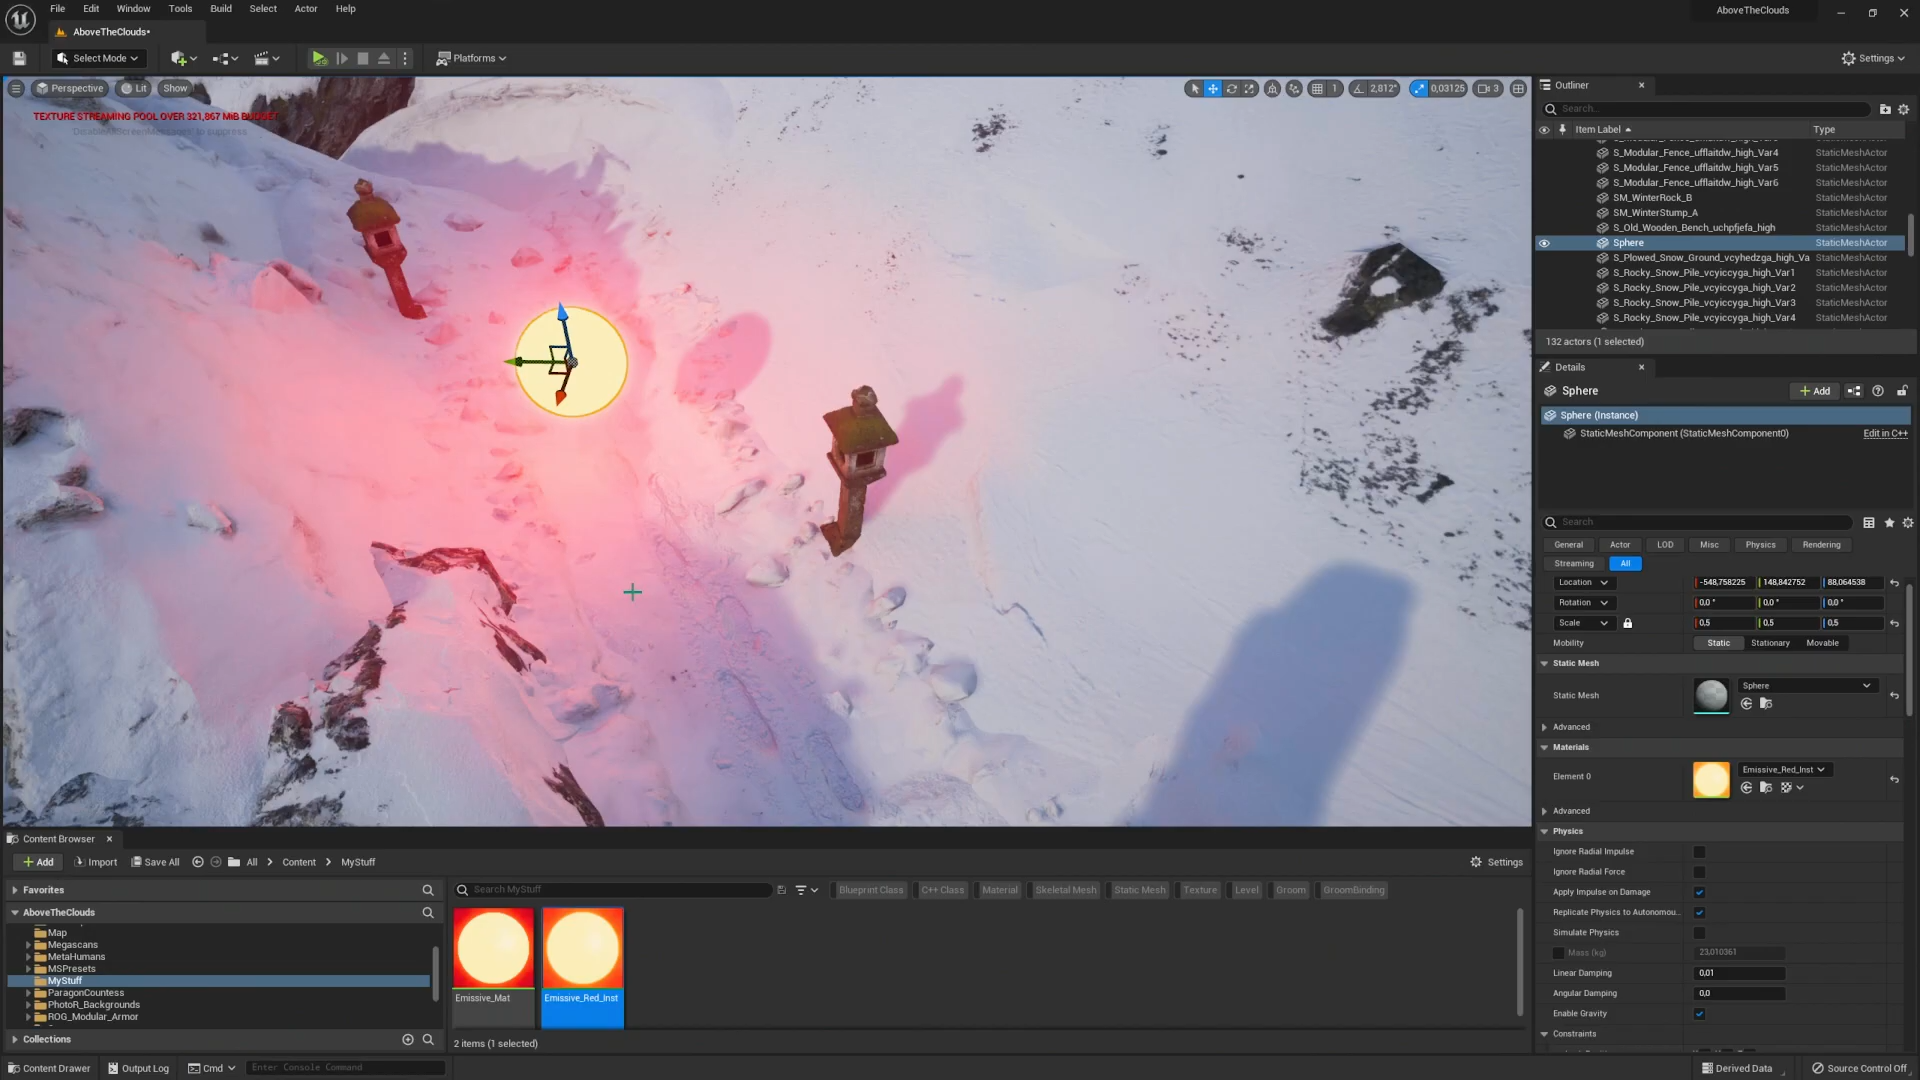 File Edit Window Tools Build Select Actor Help
AboveTheClouds
AboveTheClouds•
Select Mode
Platforms
Settings
Perspective
Lit
Show
1
2,812°
0,03125
3
TEXTURE STREAMING POOL OVER 321,867 MiB BUDGET
Outliner
Search...
Item Label
Type
S_Modular_Fence_ufflaitdw_high_Var4 StaticMeshActor
S_Modular_Fence_ufflaitdw_high_Var5 StaticMeshActor
S_Modular_Fence_ufflaitdw_high_Var6 StaticMeshActor
SM_WinterRock_B StaticMeshActor
SM_WinterStump_A StaticMeshActor
S_Old_Wooden_Bench_uchpfjefa_high StaticMeshActor
Sphere StaticMeshActor
S_Plowed_Snow_Ground_vcyhedzga_high_Va StaticMeshActor
S_Rocky_Snow_Pile_vcyiccyga_high_Var1 StaticMeshActor
S_Rocky_Snow_Pile_vcyiccyga_high_Var2 StaticMeshActor
S_Rocky_Snow_Pile_vcyiccyga_high_Var3 StaticMeshActor
S_Rocky_Snow_Pile_vcyiccyga_high_Var4 StaticMeshActor
132 actors (1 selected)
Details
Sphere
+ Add
Sphere (Instance)
StaticMeshComponent (StaticMeshComponent0)
Edit in C++
Search
General Actor LOD Misc Physics Rendering
Streaming All
Location -548,758225 148,842752 88,064538
Rotation 0,0 ° 0,0 ° 0,0 °
Scale 0,5 0,5 0,5
Mobility Static Stationary Movable
Static Mesh
Static Mesh Sphere
Advanced
Materials
Element 0 Emissive_Red_Inst
Advanced
Physics
Ignore Radial Impulse
Ignore Radial Force
Apply Impulse on Damage
Replicate Physics to Autonomou...
Simulate Physics
Mass (kg) 23,010361
Linear Damping 0,01
Angular Damping 0,0
Enable Gravity
Constraints
Content Browser
+ Add
Import
Save All
All > Content > MyStuff
Settings
Favorites
AboveTheClouds
Map
Megascans
MetaHumans
MSPresets
MyStuff
ParagonCountess
PhotoR_Backgrounds
ROG_Modular_Armor
Collections
Search MyStuff
Blueprint Class C++ Class Material Skeletal Mesh Static Mesh Texture Level Groom GroomBinding
Emissive_Mat
Emissive_Red_Inst
2 items (1 selected)
Content Drawer
Output Log
Cmd
Enter Console Command
Derived Data
Source Control Off